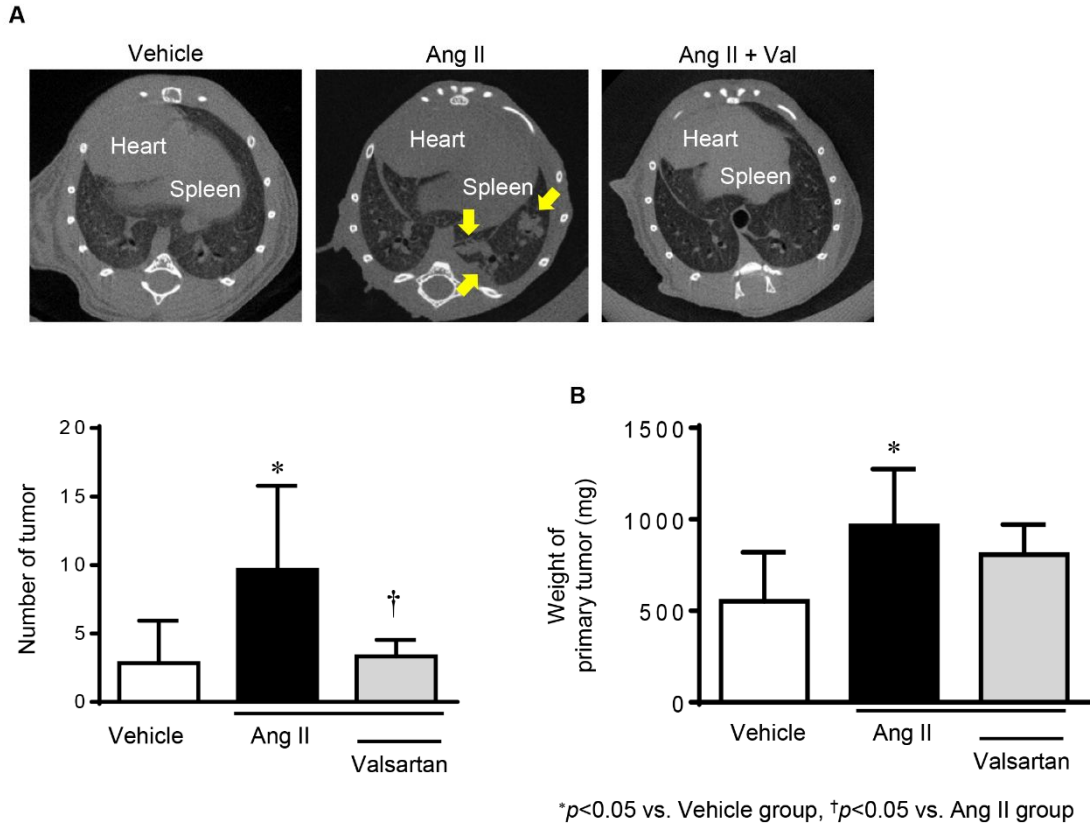 A
Vehicle
Ang II
Ang II + Val
Heart
Spleen
Heart
Spleen
Heart
Spleen
Number of tumor
20
15
10
5
0
*
†
Vehicle
Ang II
Valsartan
B
Weight of
primary tumor (mg)
1500
1000
500
0
*
Vehicle
Ang II
Valsartan
*p<0.05 vs. Vehicle group, †p<0.05 vs. Ang II group